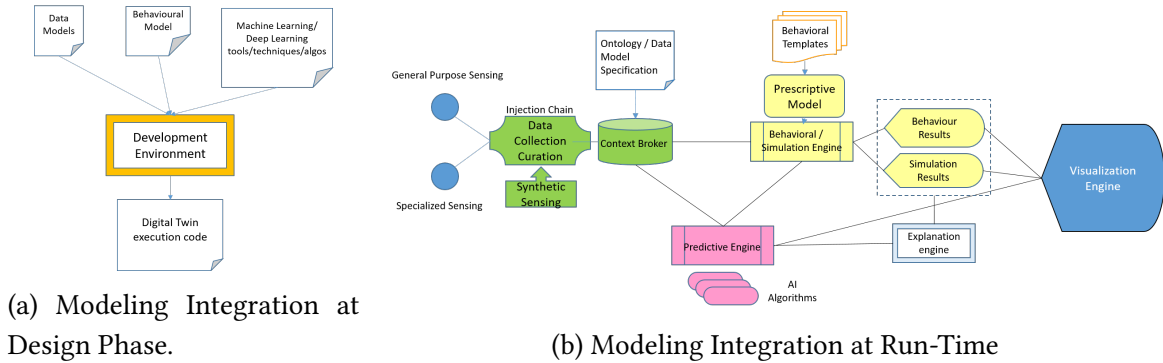 Data
Models
Behavioural
Model
Machine Learning/
Deep Learning
tools/techniques/algos
Development
Environment
Digital Twin
execution code
(a) Modeling Integration at
Design Phase.
General Purpose Sensing
Specialized Sensing
Injection Chain
Data
Collection
Curation
Synthetic
Sensing
Ontology / Data
Model
Specification
Context Broker
Behavioral
Templates
Prescriptive
Model
Behavioral /
Simulation Engine
Predictive Engine
AI
Algorithms
Behaviour
Results
Simulation
Results
Explanation
engine
Visualization
Engine
(b) Modeling Integration at Run-Time